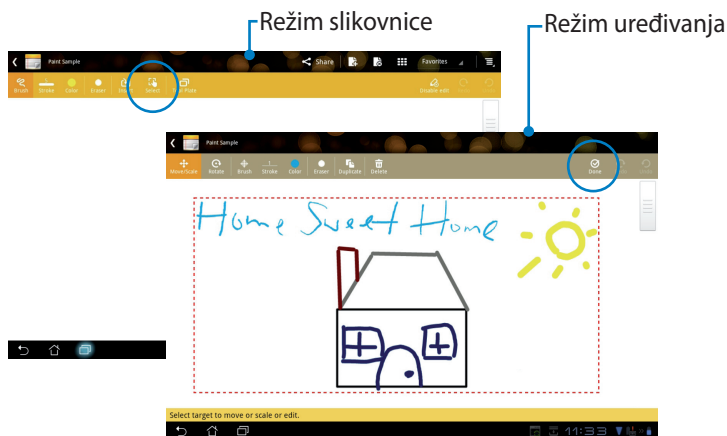 Režim slikovnice
Režim uređivanja
Paint Sample
Share
Favorites
Brush
Stroke
Color
Eraser
Select
Disable edit
Paint Sample
Move/Scale
Rotate
Brush
Stroke
Color
Eraser
Duplicate
Delete
Done
Home Sweet Home
Select target to move or scale or edit.
11:33